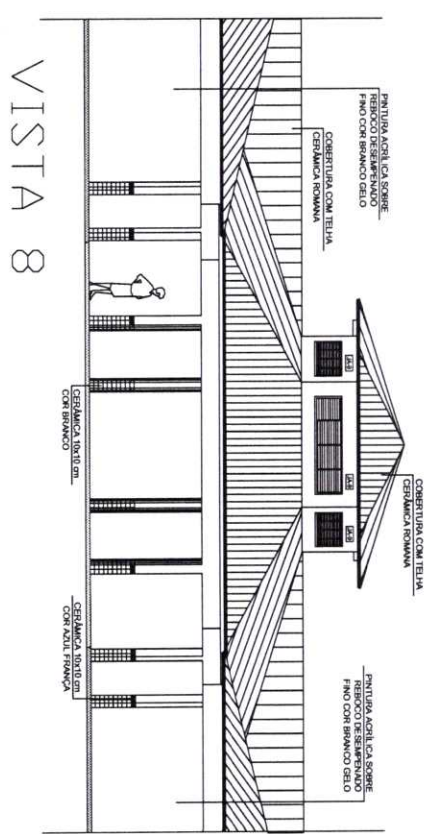 PINTURA ACRÍLICA SOBRE
REBOCO DESEMPENADO
FINO COR BRANCO GELO
COBERTURA COM TELHA
CERÂMICA ROMANA
COBERTURA COM TELHA
CERÂMICA ROMANA
PINTURA ACRÍLICA SOBRE
REBOCO DESEMPENADO
FINO COR BRANCO GELO
CERÂMICA 10x10 cm
COR BRANCO
CERÂMICA 10x10 cm
COR AZUL FRANÇA
VISTA 8